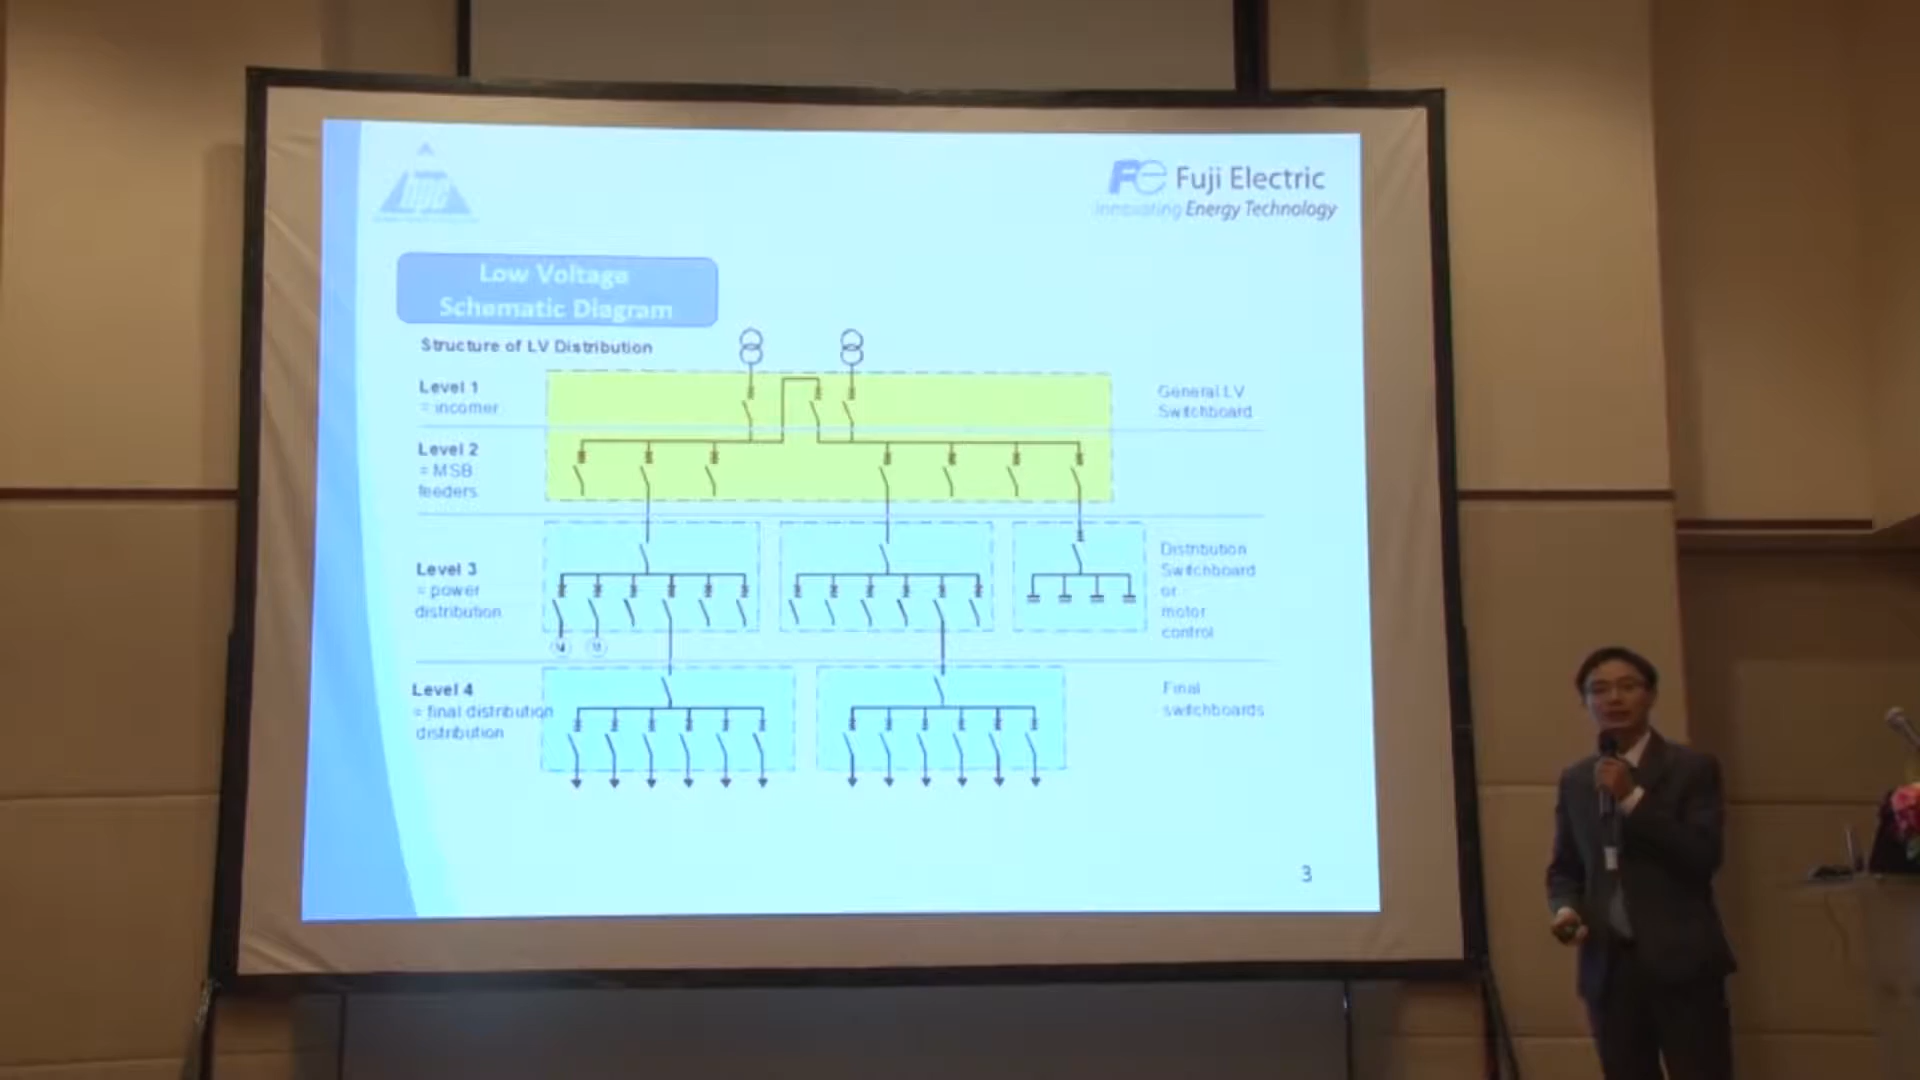 Fuji Electric
Innovating Energy Technology
Low Voltage
Schematic Diagram
Structure of LV Distribution
Level 1
= incomer
General LV
Switchboard
Level 2
= MSB
feeders
Level 3
= power
distribution
Distribution
Switchboard
or
motor
control
M
M
Level 4
= final distribution
distribution
Final
switchboards
3